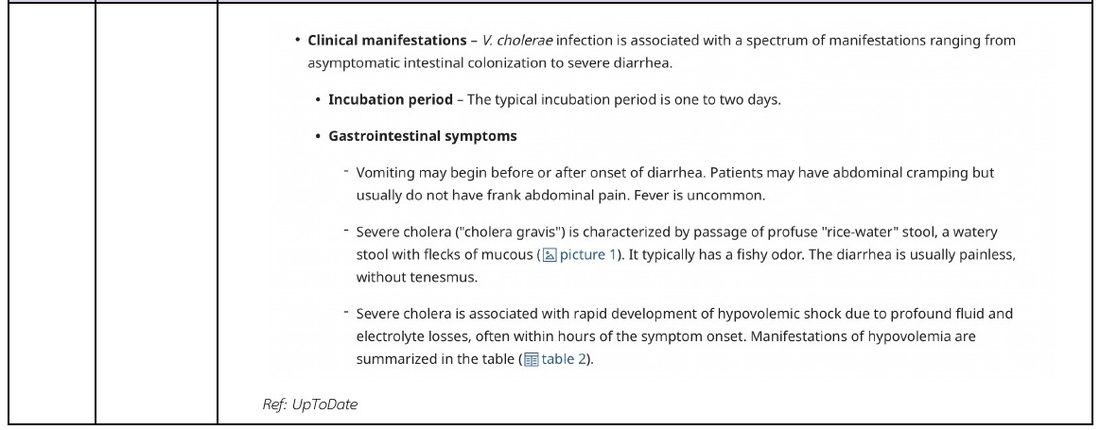 • Clinical manifestations – V. cholerae infection is associated with a spectrum of manifestations ranging from
asymptomatic intestinal colonization to severe diarrhea.
• Incubation period – The typical incubation period is one to two days.
• Gastrointestinal symptoms
- Vomiting may begin before or after onset of diarrhea. Patients may have abdominal cramping but
usually do not have frank abdominal pain. Fever is uncommon.
- Severe cholera ("cholera gravis") is characterized by passage of profuse "rice-water" stool, a watery
stool with flecks of mucous (picture 1). It typically has a fishy odor. The diarrhea is usually painless,
without tenesmus.
- Severe cholera is associated with rapid development of hypovolemic shock due to profound fluid and
electrolyte losses, often within hours of the symptom onset. Manifestations of hypovolemia are
summarized in the table (table 2).
Ref: UpToDate